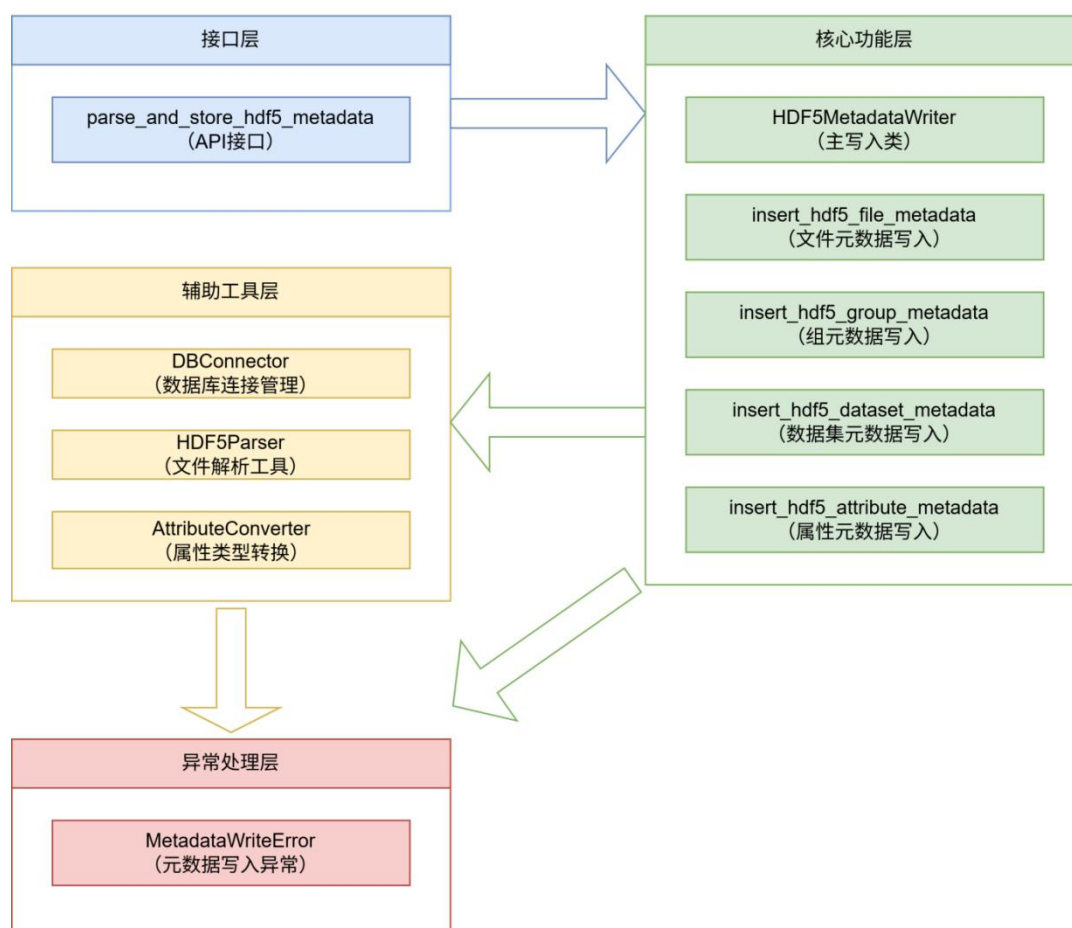 接口层
parse_and_store_hdf5_metadata
（API接口）
核心功能层
HDF5MetadataWriter
（主写入类）
insert_hdf5_file_metadata
（文件元数据写入）
insert_hdf5_group_metadata
（组元数据写入）
insert_hdf5_dataset_metadata
（数据集元数据写入）
insert_hdf5_attribute_metadata
（属性元数据写入）
辅助工具层
DBConnector
（数据库连接管理）
HDF5Parser
（文件解析工具）
AttributeConverter
（属性类型转换）
异常处理层
MetadataWriteError
（元数据写入异常）